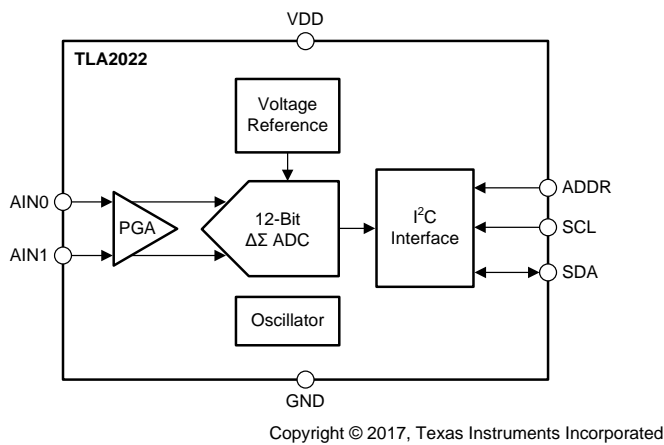 VDD
TLA2022
Voltage
Reference
AIN0
AIN1
PGA
12-Bit
ΔΣ ADC
I²C
Interface
ADDR
SCL
SDA
Oscillator
GND
Copyright © 2017, Texas Instruments Incorporated